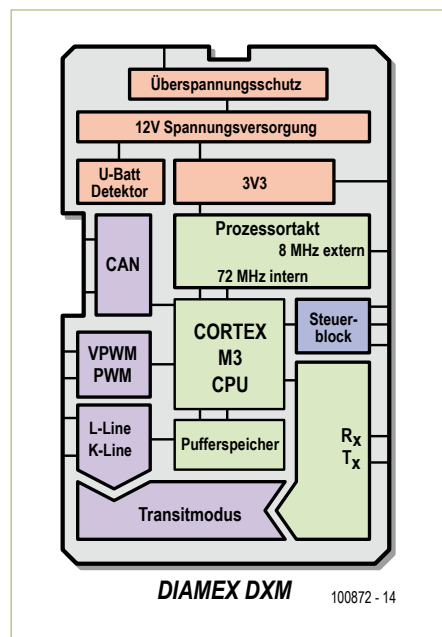 Überspannungsschutz
12V Spannungsversorgung
U-Batt
Detektor
3V3
CAN
Prozessortakt
8 MHz extern
72 MHz intern
CORTEX
M3
CPU
Steuer-
block
VPWM
PWM
L-Line
K-Line
Pufferspeicher
Rx
Tx
Transitmodus
DIAMEX DXM
100872 - 14